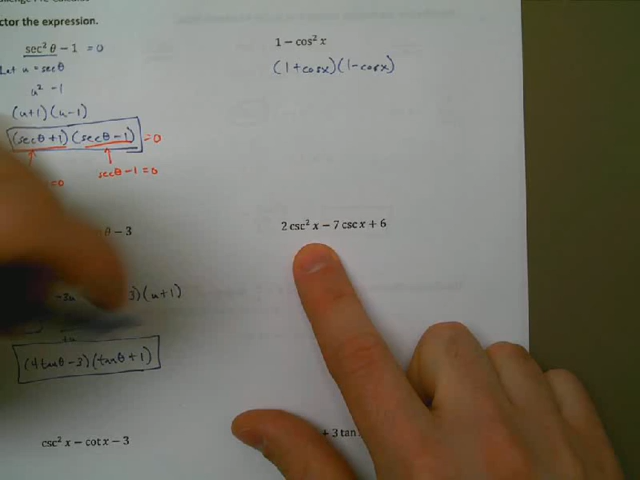 ctor the expression.
sec² θ − 1 = 0
Let u = secθ
u² − 1
(u+1)(u−1)
(secθ+1)(secθ−1) = 0
= 0
secθ−1 = 0
1 − cos² x
(1+cosx)(1−cosx)
θ − 3
3)(u+1)
(4tanθ−3)(tanθ+1)
2 csc² x − 7 csc x + 6
csc² x − cot x − 3
+ 3 tan